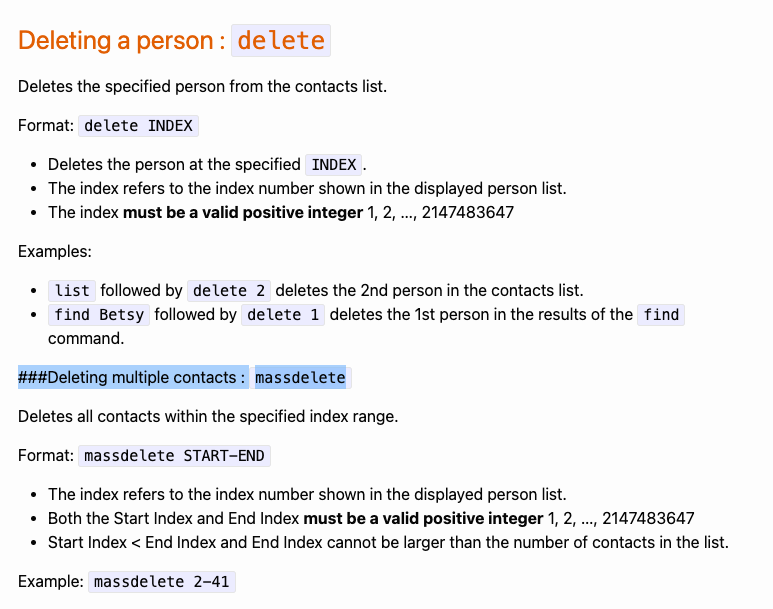 Deleting a person : delete
Deletes the specified person from the contacts list.
Format: delete INDEX
• Deletes the person at the specified INDEX.
• The index refers to the index number shown in the displayed person list.
• The index must be a valid positive integer 1, 2, …, 2147483647
Examples:
• list followed by delete 2 deletes the 2nd person in the contacts list.
• find Betsy followed by delete 1 deletes the 1st person in the results of the find
command.
###Deleting multiple contacts : massdelete
Deletes all contacts within the specified index range.
Format: massdelete START-END
• The index refers to the index number shown in the displayed person list.
• Both the Start Index and End Index must be a valid positive integer 1, 2, …, 2147483647
• Start Index < End Index and End Index cannot be larger than the number of contacts in the list.
Example: massdelete 2-41